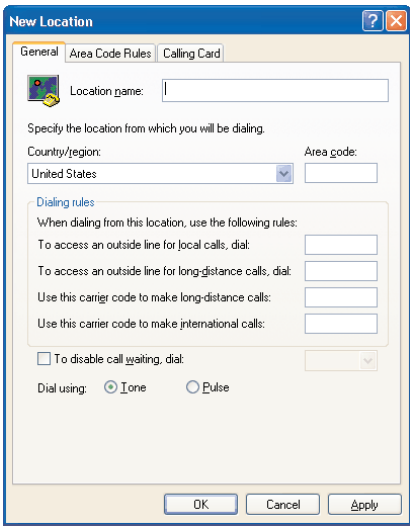 New Location
General Area Code Rules Calling Card
Location name:
Specify the location from which you will be dialing.
Country/region: Area code:
United States
Dialing rules
When dialing from this location, use the following rules:
To access an outside line for local calls, dial:
To access an outside line for long-distance calls, dial:
Use this carrier code to make long-distance calls:
Use this carrier code to make international calls:
To disable call waiting, dial:
Dial using: Tone Pulse
OK Cancel Apply